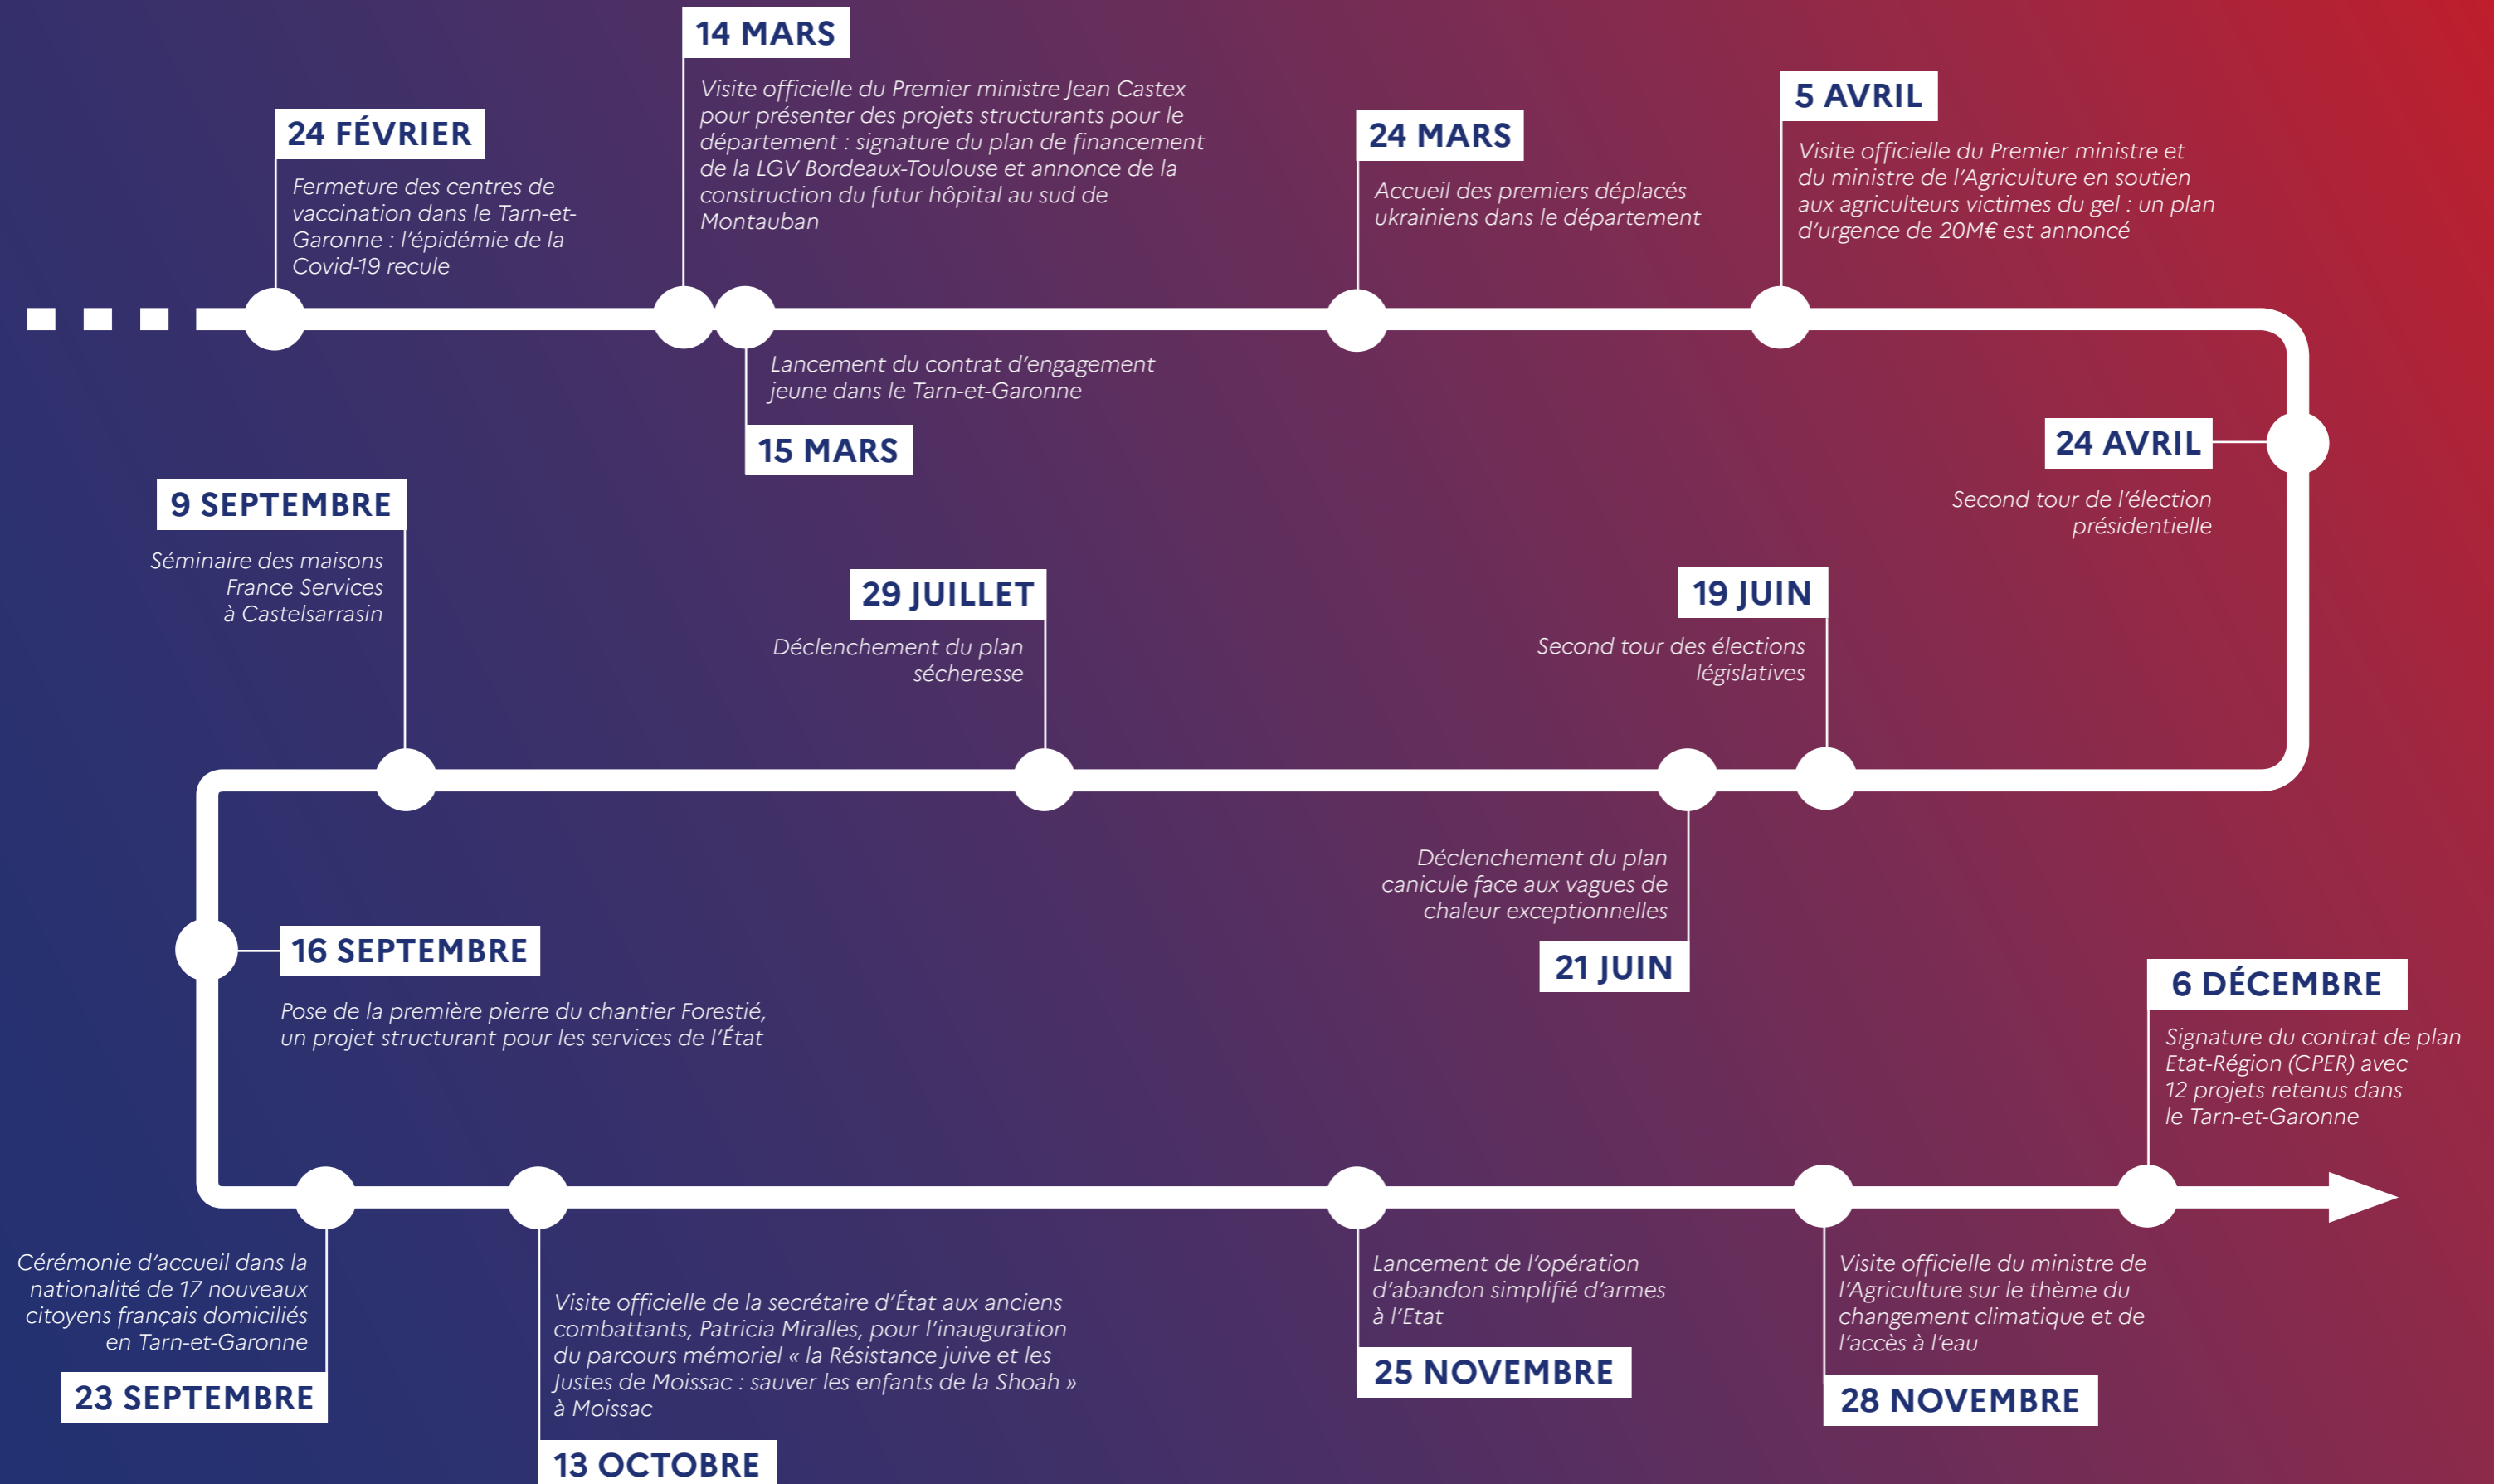 24 FÉVRIER
Fermeture des centres de
vaccination dans le Tarn-et-
Garonne : l'épidémie de la
Covid-19 recule
14 MARS
Visite officielle du Premier ministre Jean Castex
pour présenter des projets structurants pour le
département : signature du plan de financement
de la LGV Bordeaux-Toulouse et annonce de la
construction du futur hôpital au sud de
Montauban
Lancement du contrat d'engagement
jeune dans le Tarn-et-Garonne
15 MARS
24 MARS
Accueil des premiers déplacés
ukrainiens dans le département
5 AVRIL
Visite officielle du Premier ministre et
du ministre de l'Agriculture en soutien
aux agriculteurs victimes du gel : un plan
d'urgence de 20M€ est annoncé
24 AVRIL
Second tour de l'élection
présidentielle
19 JUIN
Second tour des élections
législatives
Déclenchement du plan
canicule face aux vagues de
chaleur exceptionnelles
21 JUIN
29 JUILLET
Déclenchement du plan
sécheresse
9 SEPTEMBRE
Séminaire des maisons
France Services
à Castelsarrasin
16 SEPTEMBRE
Pose de la première pierre du chantier Forestié,
un projet structurant pour les services de l'État
Cérémonie d'accueil dans la
nationalité de 17 nouveaux
citoyens français domiciliés
en Tarn-et-Garonne
23 SEPTEMBRE
Visite officielle de la secrétaire d'État aux anciens
combattants, Patricia Miralles, pour l'inauguration
du parcours mémoriel « la Résistance juive et les
Justes de Moissac : sauver les enfants de la Shoah »
à Moissac
13 OCTOBRE
Lancement de l'opération
d'abandon simplifié d'armes
à l'Etat
25 NOVEMBRE
Visite officielle du ministre de
l'Agriculture sur le thème du
changement climatique et de
l'accès à l'eau
28 NOVEMBRE
6 DÉCEMBRE
Signature du contrat de plan
Etat-Région (CPER) avec
12 projets retenus dans
le Tarn-et-Garonne